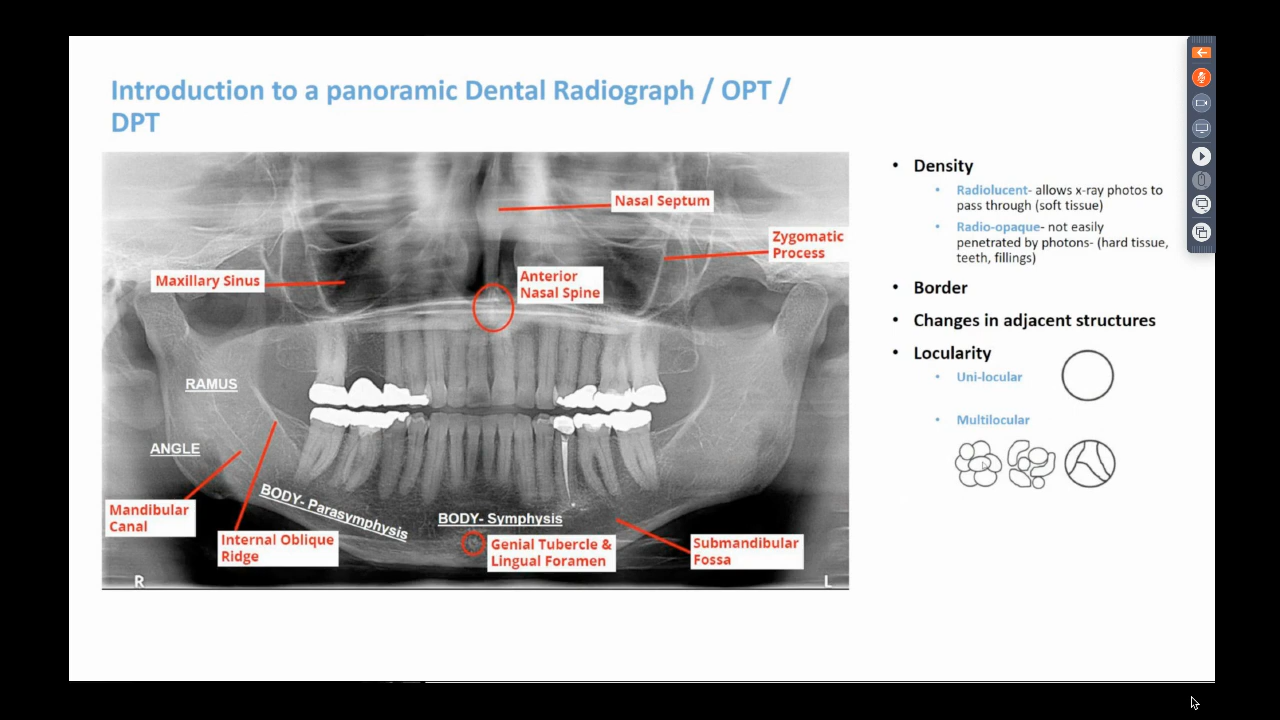 Introduction to a panoramic Dental Radiograph / OPT /
DPT
Nasal Septum
Zygomatic
Process
Maxillary Sinus
Anterior
Nasal Spine
RAMUS
ANGLE
Mandibular
Canal
BODY- Parasymphysis
Internal Oblique
Ridge
BODY- Symphysis
Genial Tubercle &
Lingual Foramen
Submandibular
Fossa
R
L
• Density
• Radiolucent- allows x-ray photos to
pass through (soft tissue)
• Radio-opaque- not easily
penetrated by photons- (hard tissue,
teeth, fillings)
• Border
• Changes in adjacent structures
• Locularity
• Uni-locular
• Multilocular